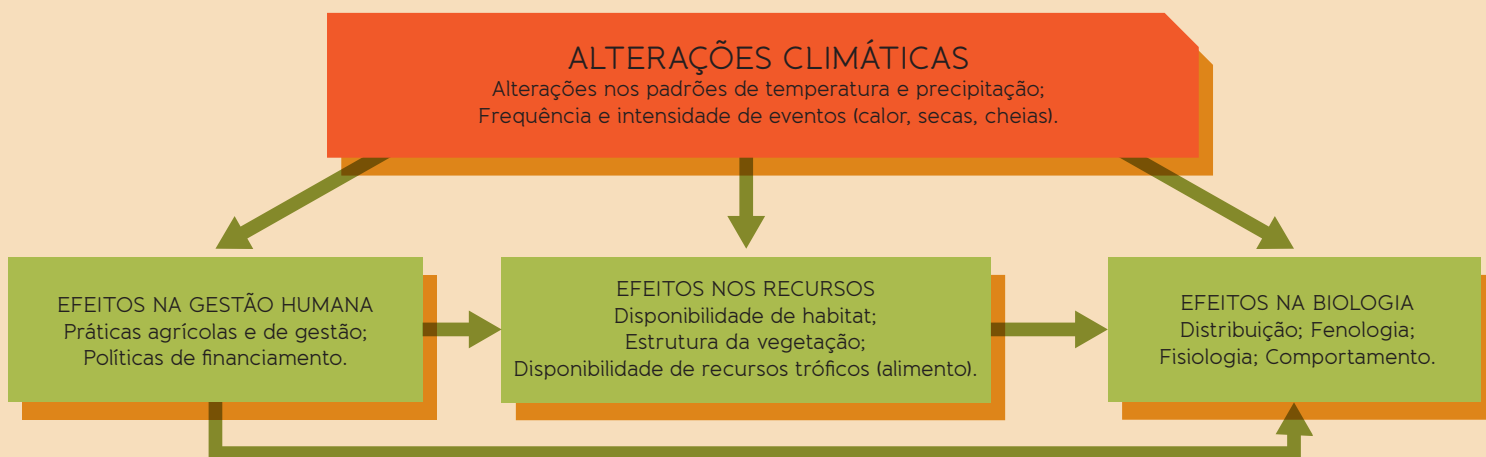 ALTERAÇÕES CLIMÁTICAS
Alterações nos padrões de temperatura e precipitação;
Frequência e intensidade de eventos (calor, secas, cheias).
EFEITOS NA GESTÃO HUMANA
Práticas agrícolas e de gestão;
Políticas de financiamento.
EFEITOS NOS RECURSOS
Disponibilidade de habitat;
Estrutura da vegetação;
Disponibilidade de recursos tróficos (alimento).
EFEITOS NA BIOLOGIA
Distribuição; Fenologia;
Fisiologia; Comportamento.